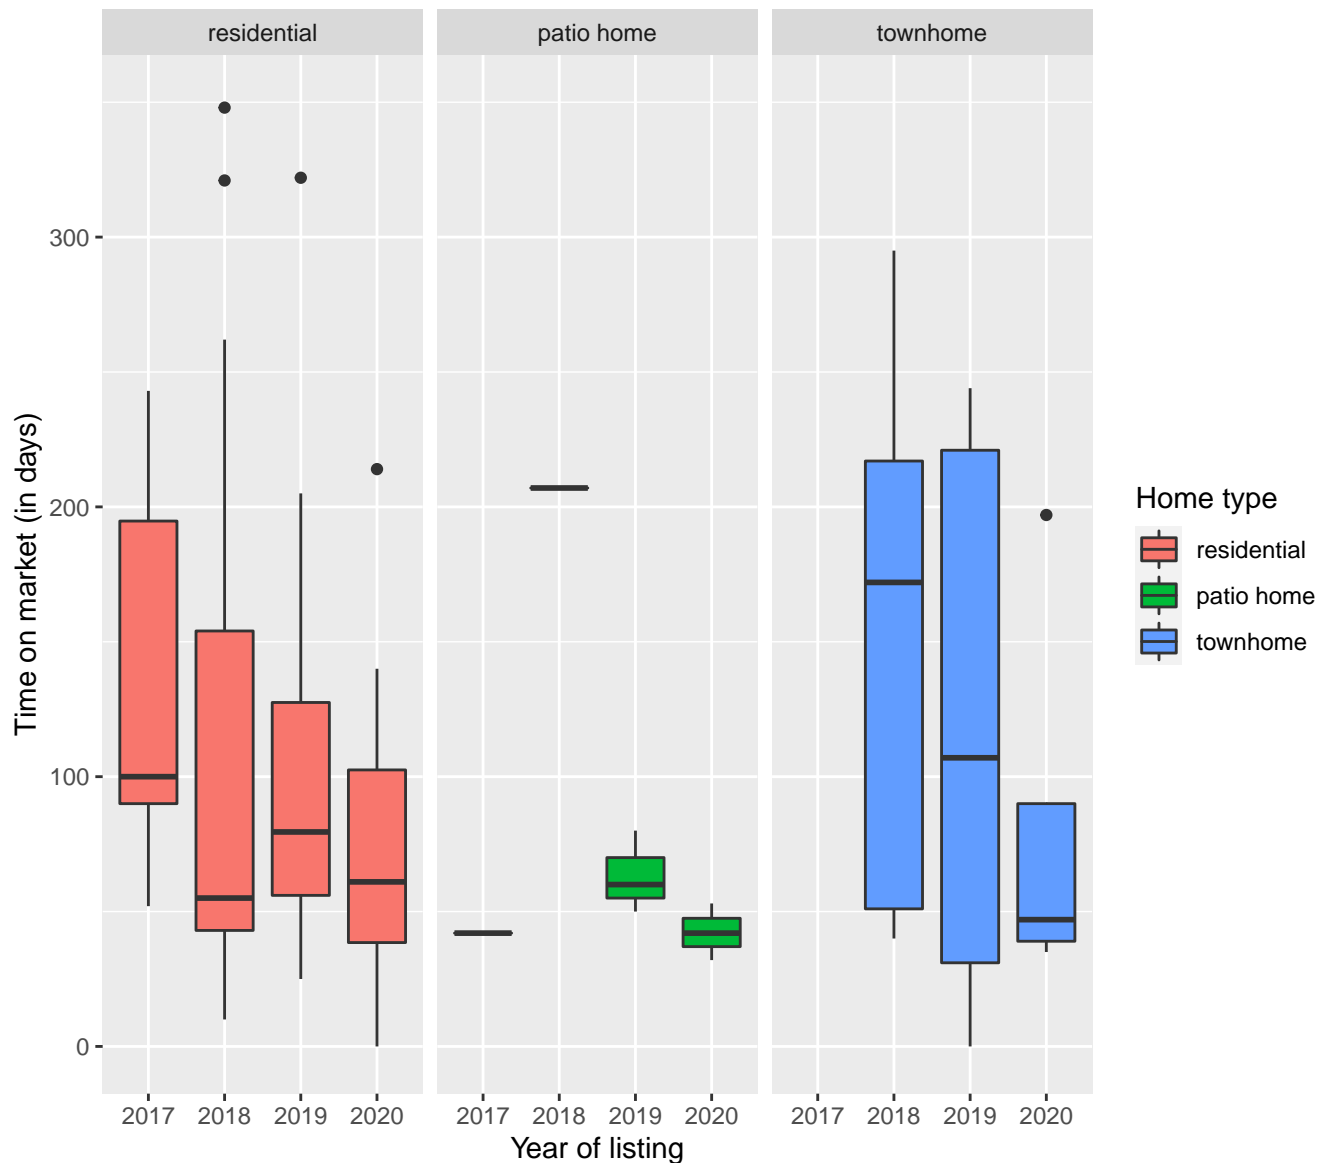 residential
patio home
townhome
Time on market (in days)
300
200
100
0
2017 2018 2019 2020
2017 2018 2019 2020
2017 2018 2019 2020
Year of listing
Home type
residential
patio home
townhome